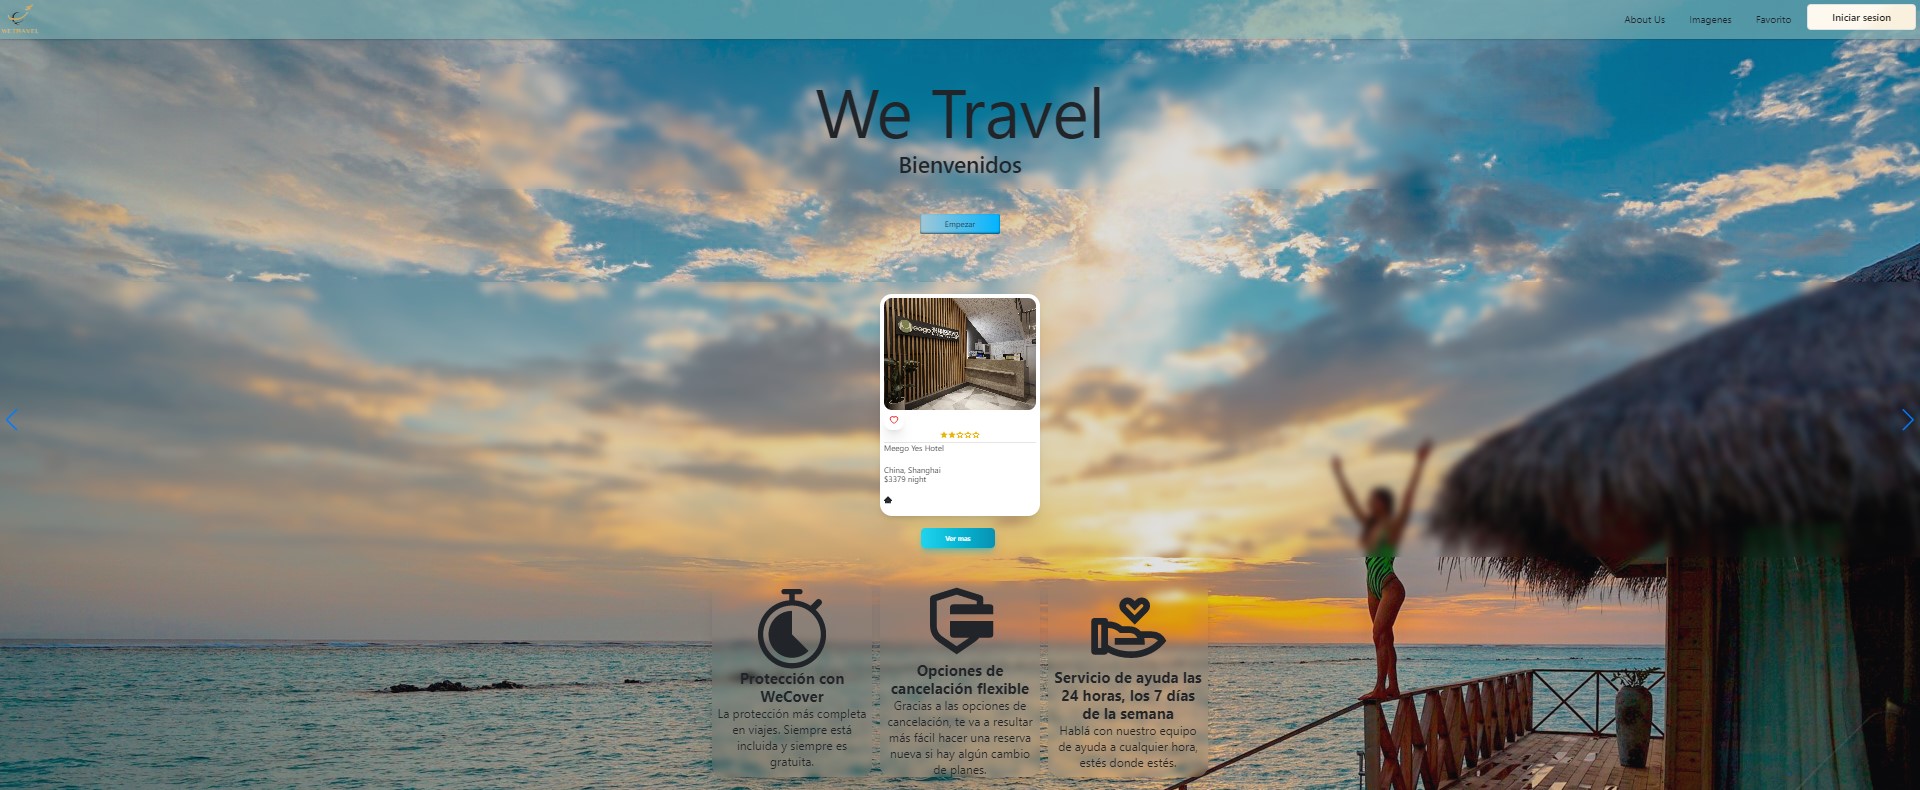 WE TRAVEL
About Us
Imagenes
Favorito
Iniciar sesion
We Travel
Bienvenidos
Empezar
Meego Yes Hotel
China, Shanghai
$3379 night
Ver mas
Protección con
WeCover
La protección más completa
en viajes. Siempre está
incluida y siempre es
gratuita.
Opciones de
cancelación flexible
Gracias a las opciones de
cancelación, te va a resultar
más fácil hacer una reserva
nueva si hay algún cambio
de planes.
Servicio de ayuda las
24 horas, los 7 días
de la semana
Hablá con nuestro equipo
de ayuda a cualquier hora,
estés donde estés.